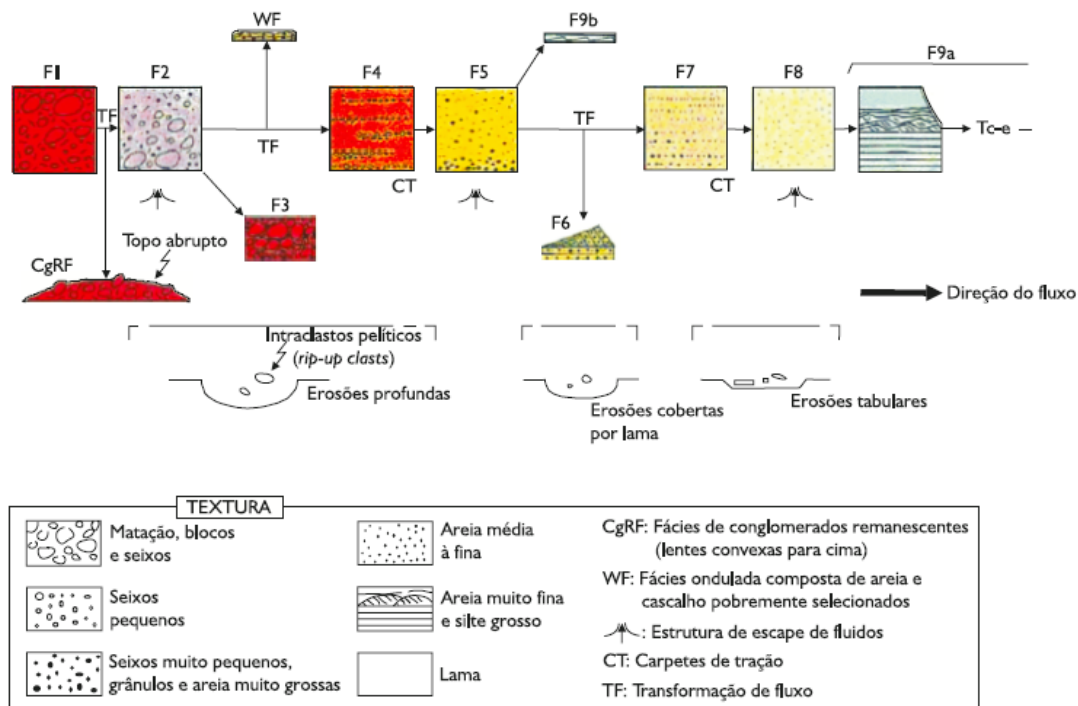 WF
F9b
F9a
F1
F2
F4
F5
F7
F8
TF
TF
TF
Tc-e
CT
CT
F3
F6
Topo abrupto
CgRF
Direção do fluxo
Intraclastos pelíticos
(rip-up clasts)
Erosões profundas
Erosões cobertas
por lama
Erosões tabulares
TEXTURA
Matacão, blocos
e seixos
Seixos
pequenos
Seixos muito pequenos,
grânulos e areia muito grossas
Areia média
à fina
Areia muito fina
e silte grosso
Lama
CgRF: Fácies de conglomerados remanescentes
(lentes convexas para cima)
WF: Fácies ondulada composta de areia e
cascalho pobremente selecionados
: Estrutura de escape de fluidos
CT: Carpetes de tração
TF: Transformação de fluxo